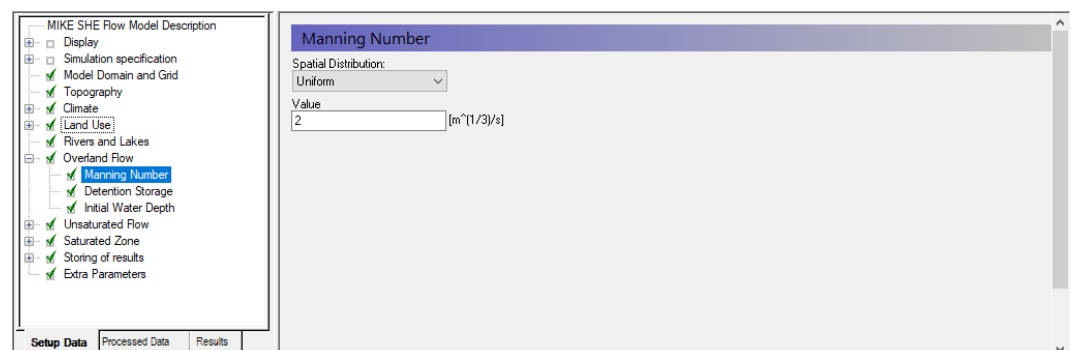 MIKE SHE Flow Model Description
Display
Simulation specification
Model Domain and Grid
Topography
Climate
Land Use
Rivers and Lakes
Overland Flow
Manning Number
Detention Storage
Initial Water Depth
Unsaturated Flow
Saturated Zone
Storing of results
Extra Parameters
Setup Data Processed Data Results
Manning Number
Spatial Distribution:
Uniform
Value
2 [m^(1/3)/s]